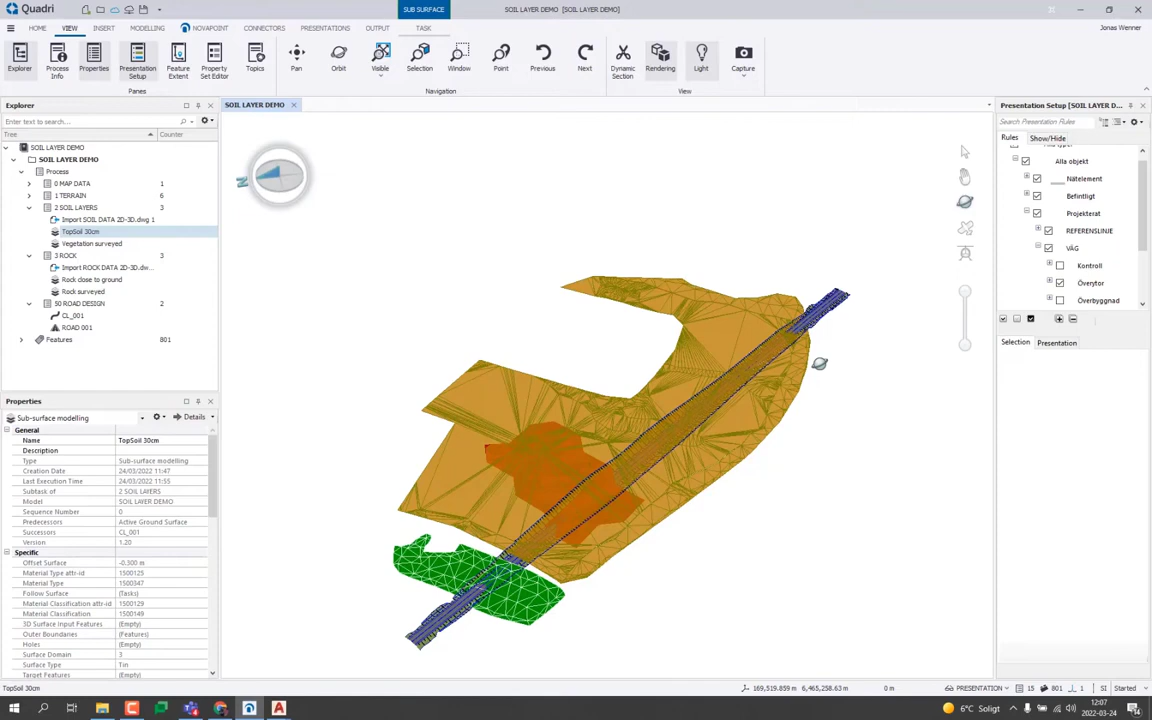 Quadri
SUB SURFACE
SOIL LAYER DEMO [SOIL LAYER DEMO]
HOME VIEW INSERT MODELLING NOVAPOINT CONNECTORS PRESENTATIONS OUTPUT TASK
Jonas Wenner
Explorer Process Info Properties Presentation Setup Feature Extent Property Set Editor Topics Pan Orbit Visible Selection Window Point Previous Next Dynamic Section Rendering Light Capture
Panes Navigation View
Explorer
Enter text to search...
Tree Counter
SOIL LAYER DEMO
SOIL LAYER DEMO
Process
0 MAP DATA 1
1 TERRAIN 6
2 SOIL LAYERS 3
Import SOIL DATA 2D-3D.dwg 1
TopSoil 30cm
Vegetation surveyed
3 ROCK 3
Import ROCK DATA 2D-3D.dw...
Rock close to ground
Rock surveyed
50 ROAD DESIGN 2
CL_001
ROAD 001
Features 801
Properties
Sub-surface modelling Details
General
Name TopSoil 30cm
Description
Type Sub-surface modelling
Creation Date 24/03/2022 11:47
Last Execution Time 24/03/2022 11:55
Subtask of 2 SOIL LAYERS
Model SOIL LAYER DEMO
Sequence Number 0
Predecessors Active Ground Surface
Successors CL_001
Version 1.20
Specific
Offset Surface -0,300 m
Material Type attr-id 1500125
Material Type 1500347
Follow Surface (Tasks)
Material Classification attr-id 1500129
Material Classification 1500149
3D Surface Input Features (Empty)
Outer Boundaries (Features)
Holes (Empty)
Surface Domain 3
Surface Type Tin
Target Features (Empty)
SOIL LAYER DEMO
N
Presentation Setup [SOIL LAYER D...
Search Presentation Rules
Rules Show/Hide
Alla objekt
Nätelement
Befintligt
Projekterat
REFERENSLINJE
VÄG
Kontroll
Överytor
Överbyggnad
Selection Presentation
TopSoil 30cm
169,519.859 m 6,465,258.63 m 0 m PRESENTATION 15 801 1 SI Started
6°C Soligt
12:07
2022-03-24